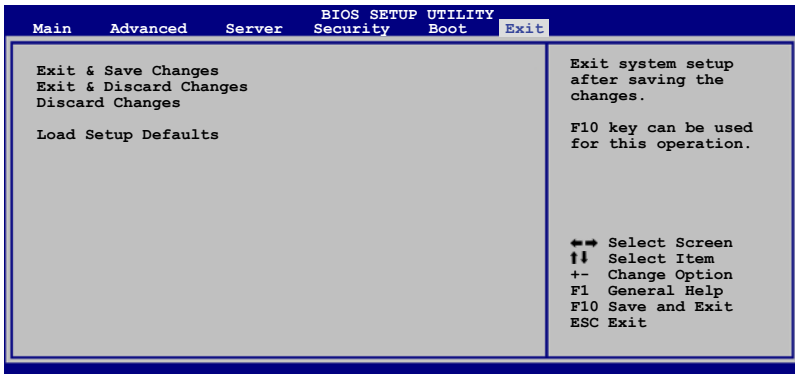 BIOS SETUP UTILITY
Main Advanced Server Security Boot Exit
Exit & Save Changes
Exit & Discard Changes
Discard Changes
Load Setup Defaults
Exit system setup
after saving the
changes.
F10 key can be used
for this operation.
←→ Select Screen
↑↓ Select Item
+- Change Option
F1 General Help
F10 Save and Exit
ESC Exit